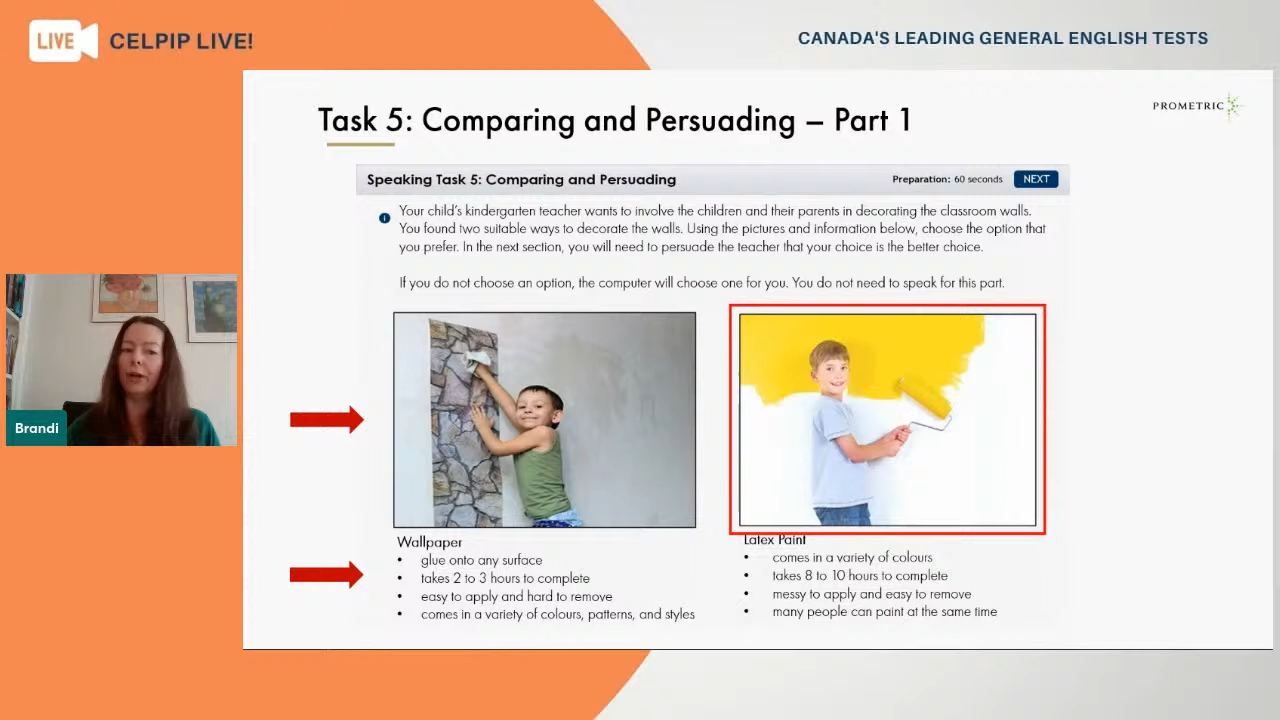 LIVE
CELPIP LIVE!
CANADA'S LEADING GENERAL ENGLISH TESTS
Task 5: Comparing and Persuading – Part 1
PROMETRIC
Speaking Task 5: Comparing and Persuading
Preparation: 60 seconds
NEXT
Your child's kindergarten teacher wants to involve the children and their parents in decorating the classroom walls.
You found two suitable ways to decorate the walls. Using the pictures and information below, choose the option that
you prefer. In the next section, you will need to persuade the teacher that your choice is the better choice.
If you do not choose an option, the computer will choose one for you. You do not need to speak for this part.
Brandi
Wallpaper
• glue onto any surface
• takes 2 to 3 hours to complete
• easy to apply and hard to remove
• comes in a variety of colours, patterns, and styles
Latex Paint
• comes in a variety of colours
• takes 8 to 10 hours to complete
• messy to apply and easy to remove
• many people can paint at the same time